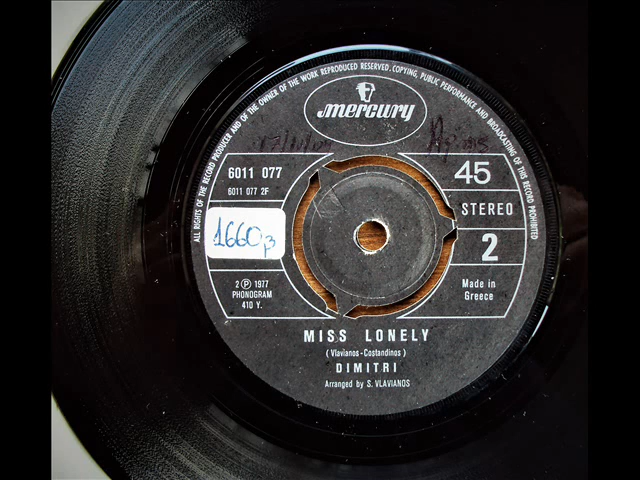 ALL RIGHTS OF THE RECORD PRODUCER AND OF THE OWNER OF THE WORK REPRODUCED RESERVED. COPYING, PUBLIC PERFORMANCE AND BROADCASTING OF THIS RECORD PROHIBITED
mercury
6011 077
6011 077 2F
45
STEREO
1660β
2
2 Ⓟ 1977
PHONOGRAM
410 Y.
Made in
Greece
MISS LONELY
(Vlavianos-Costandinos)
DIMITRI
Arranged by S. VLAVIANOS